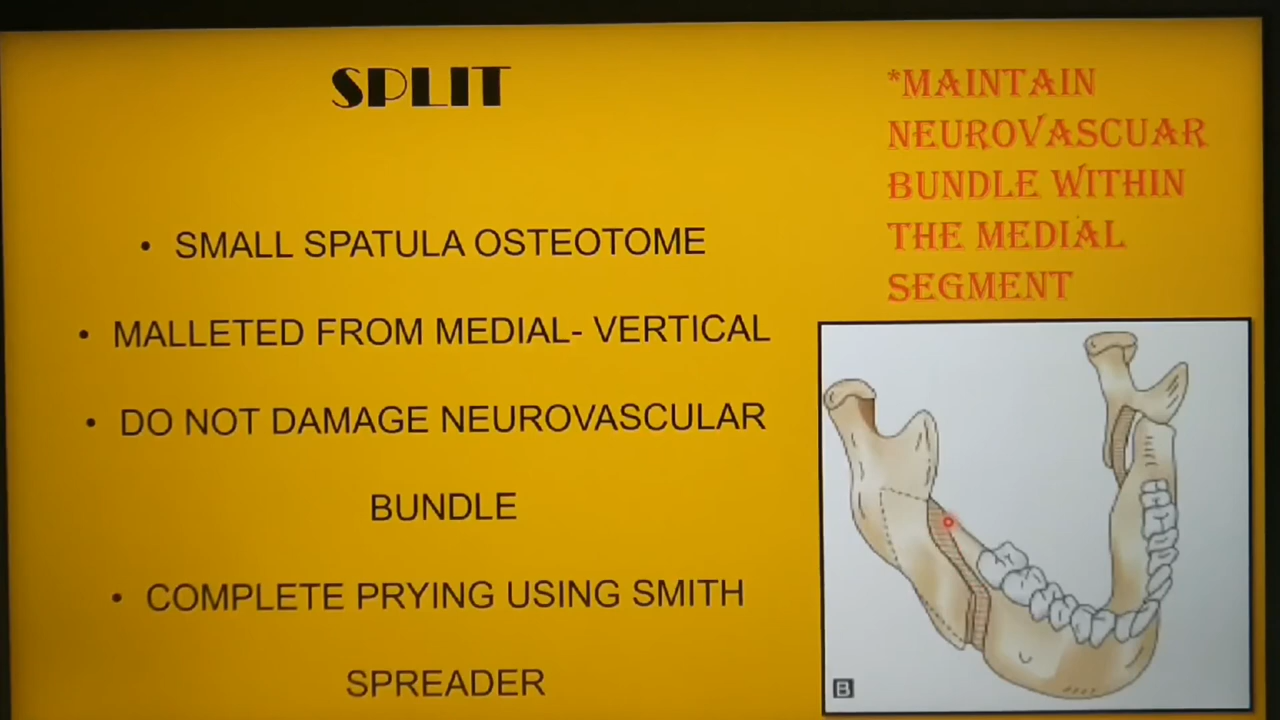 SPLIT
• SMALL SPATULA OSTEOTOME
• MALLETED FROM MEDIAL- VERTICAL
• DO NOT DAMAGE NEUROVASCULAR
BUNDLE
• COMPLETE PRYING USING SMITH
SPREADER
*MAINTAIN
NEUROVASCUAR
BUNDLE WITHIN
THE MEDIAL
SEGMENT
B